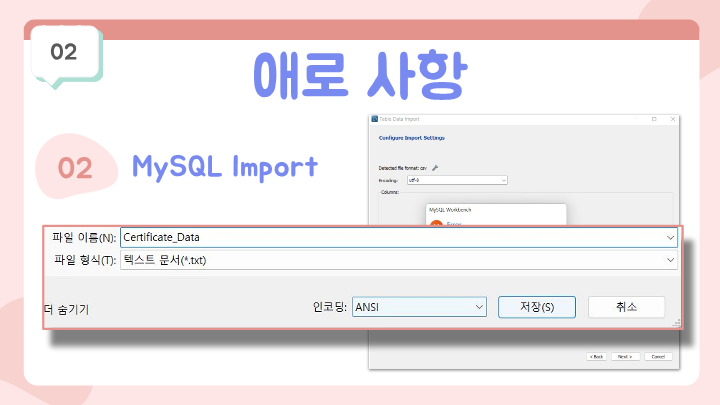 02
애로 사항
02
MySQL Import
Table Data Import
Configure Import Settings
Detected file format: csv
Encoding: utf-8
Columns:
MySQL Workbench
Error
파일 이름(N): Certificate_Data
파일 형식(T): 텍스트 문서(*.txt)
더 숨기기
인코딩: ANSI
저장(S)
취소
< Back
Next >
Cancel